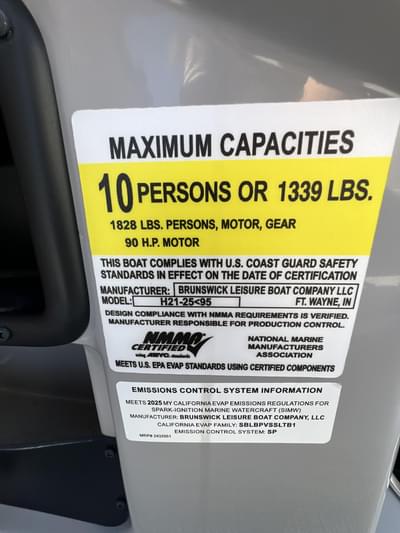 MAXIMUM CAPACITIES
10 PERSONS OR 1339 LBS.
1828 LBS. PERSONS, MOTOR, GEAR
90 H.P. MOTOR
THIS BOAT COMPLIES WITH U.S. COAST GUARD SAFETY
STANDARDS IN EFFECT ON THE DATE OF CERTIFICATION
MANUFACTURER: BRUNSWICK LEISURE BOAT COMPANY LLC
MODEL: H21-25<95 FT. WAYNE, IN
DESIGN COMPLIANCE WITH NMMA REQUIREMENTS IS VERIFIED.
MANUFACTURER RESPONSIBLE FOR PRODUCTION CONTROL.
NMMA
CERTIFIED
using ABYC standards
NATIONAL MARINE
MANUFACTURERS
ASSOCIATION
MEETS U.S. EPA EVAP STANDARDS USING CERTIFIED COMPONENTS
EMISSIONS CONTROL SYSTEM INFORMATION
MEETS 2025 MY CALIFORNIA EVAP EMISSIONS REGULATIONS FOR
SPARK-IGNITION MARINE WATERCRAFT (SIMW)
MANUFACTURER: BRUNSWICK LEISURE BOAT COMPANY, LLC
CALIFORNIA EVAP FAMILY: SBLBPVSSLTB1
EMISSION CONTROL SYSTEM: SP